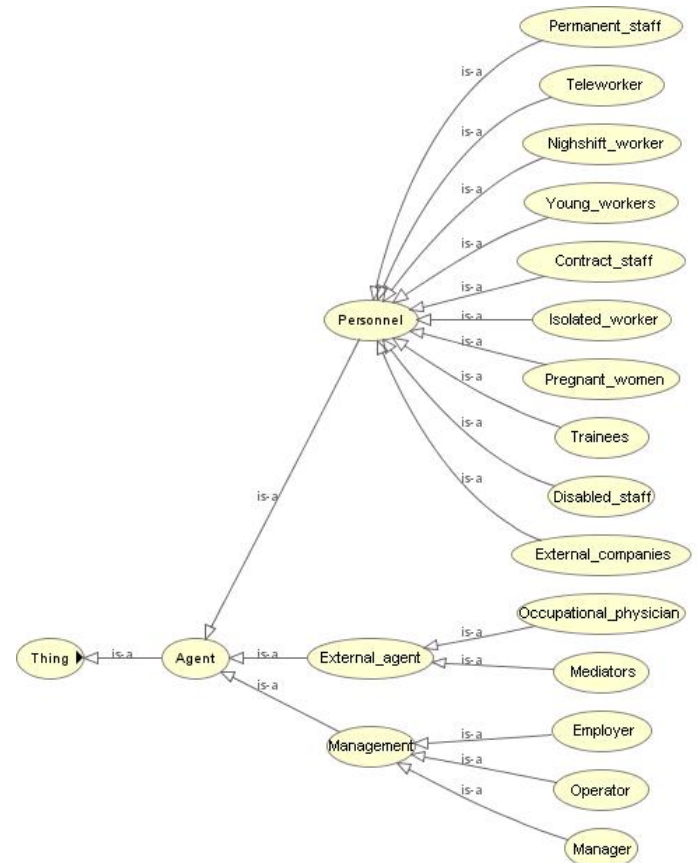 Permanent_staff
is-a
Teleworker
is-a
Nighshift_worker
is-a
Young_workers
is-a
Contract_staff
is-a
Personnel
is-a
Isolated_worker
is-a
Pregnant_women
is-a
Trainees
is-a
Disabled_staff
is-a
External_companies
is-a
Occupational_physician
is-a
Thing
is-a
Agent
is-a
External_agent
is-a
Mediators
is-a
Employer
is-a
Management
is-a
Operator
is-a
Manager